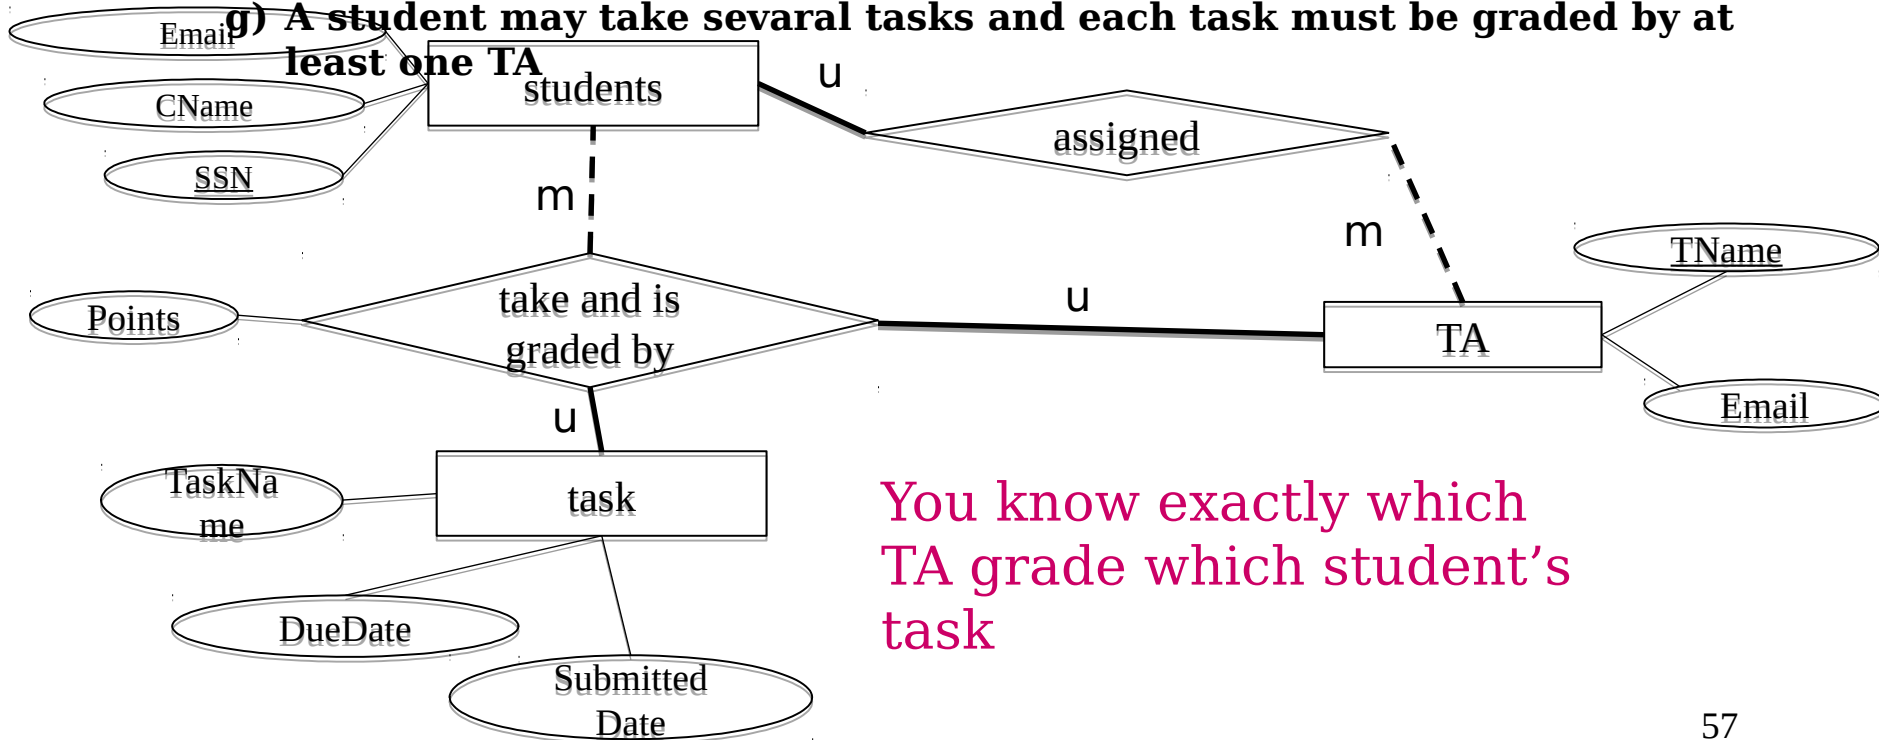 g) A student may take sevaral tasks and each task must be graded by at
least one TA
Email
students
u
CName
assigned
SSN
m
m
TName
take and is
graded by
u
Points
TA
u
Email
TaskNa
me
task
You know exactly which
TA grade which student’s
task
DueDate
Submitted
Date
57